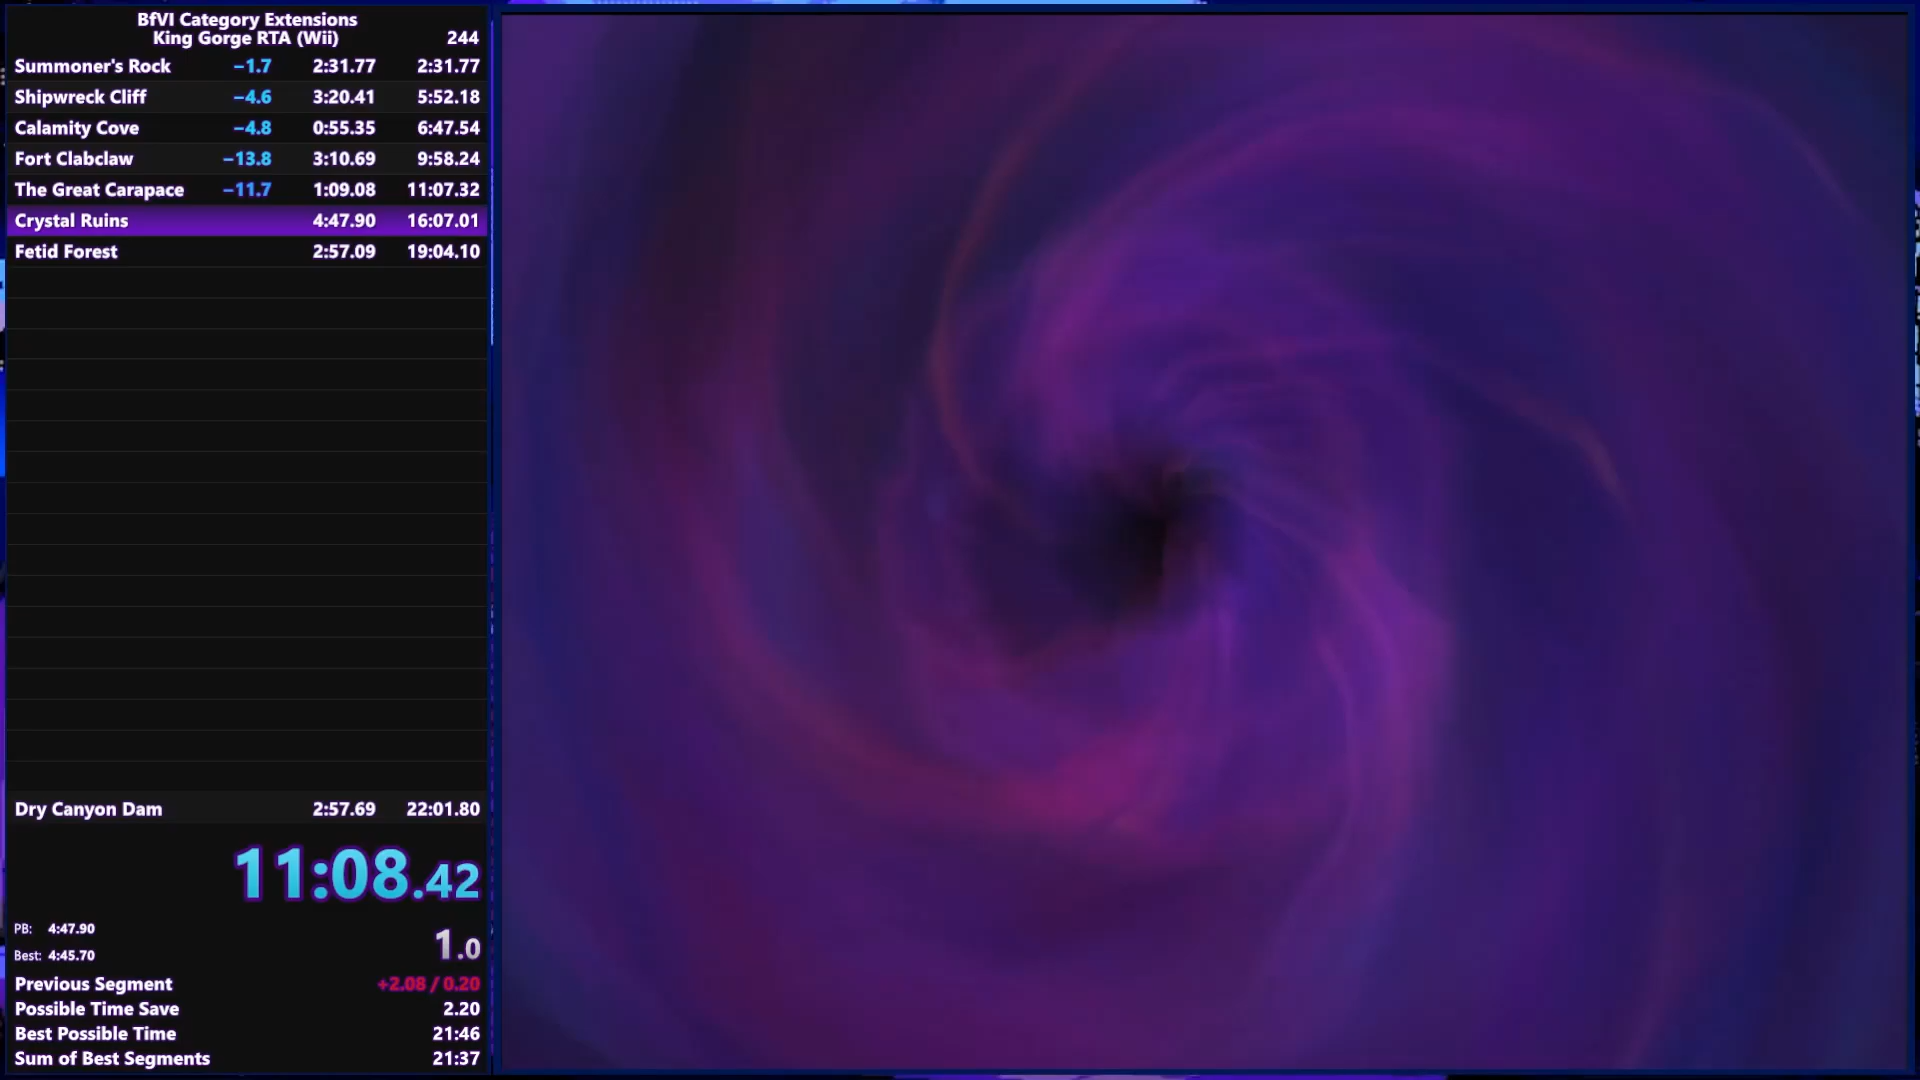 BfVI Category Extensions
King Gorge RTA (Wii) 244
Summoner's Rock −1.7 2:31.77 2:31.77
Shipwreck Cliff −4.6 3:20.41 5:52.18
Calamity Cove −4.8 0:55.35 6:47.54
Fort Clabclaw −13.8 3:10.69 9:58.24
The Great Carapace −11.7 1:09.08 11:07.32
Crystal Ruins 4:47.90 16:07.01
Fetid Forest 2:57.09 19:04.10
Dry Canyon Dam 2:57.69 22:01.80
11:08.42
PB: 4:47.90
Best: 4:45.70
1.0
Previous Segment +2.08 / 0.20
Possible Time Save 2.20
Best Possible Time 21:46
Sum of Best Segments 21:37